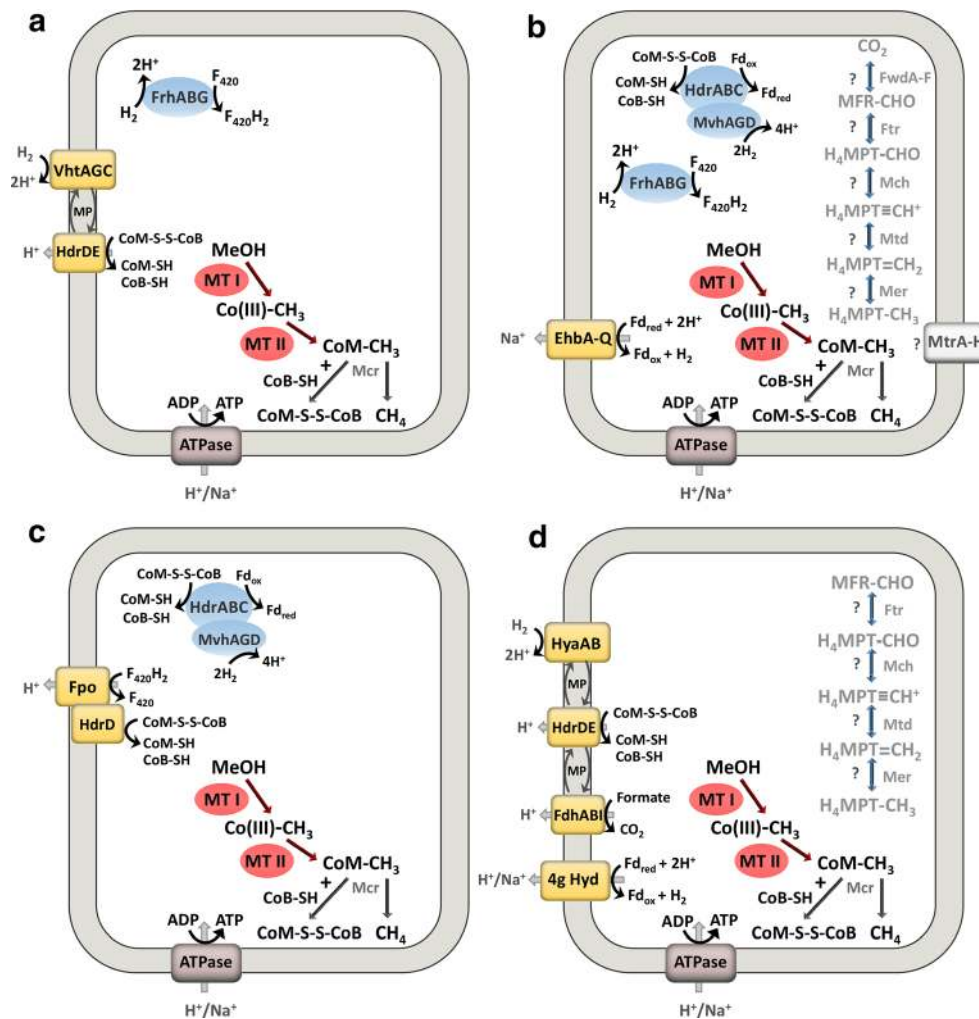 a
2H⁺
F₄₂₀
FrhABG
H₂
F₄₂₀H₂
H₂
VhtAGC
2H⁺
MP
H⁺
HdrDE
CoM-S-S-CoB
CoM-SH
CoB-SH
MeOH
MT I
Co(III)-CH₃
MT II
CoM-CH₃
+
CoB-SH
Mcr
ADP
ATP
CoM-S-S-CoB
CH₄
ATPase
H⁺/Na⁺
b
CoM-S-S-CoB
Fd_ox
CoM-SH
HdrABC
Fd_red
CoB-SH
MvhAGD
4H⁺
2H₂
2H⁺
F₄₂₀
FrhABG
H₂
F₄₂₀H₂
CO₂
?
FwdA-F
MFR-CHO
?
Ftr
H₄MPT-CHO
?
Mch
H₄MPT≡CH⁺
?
Mtd
H₄MPT=CH₂
?
Mer
H₄MPT-CH₃
?
MtrA-H
Na⁺
EhbA-Q
Fd_red + 2H⁺
Fd_ox + H₂
MeOH
MT I
Co(III)-CH₃
MT II
CoM-CH₃
+
CoB-SH
Mcr
ADP
ATP
CoM-S-S-CoB
CH₄
ATPase
H⁺/Na⁺
c
CoM-S-S-CoB
Fd_ox
CoM-SH
HdrABC
Fd_red
CoB-SH
MvhAGD
4H⁺
2H₂
H⁺
Fpo
F₄₂₀H₂
F₄₂₀
HdrD
CoM-S-S-CoB
CoM-SH
CoB-SH
MeOH
MT I
Co(III)-CH₃
MT II
CoM-CH₃
+
CoB-SH
Mcr
ADP
ATP
CoM-S-S-CoB
CH₄
ATPase
H⁺/Na⁺
d
H₂
HyaAB
2H⁺
MP
H⁺
HdrDE
CoM-S-S-CoB
CoM-SH
CoB-SH
MP
H⁺
FdhABI
Formate
CO₂
H⁺/Na⁺
4g Hyd
Fd_red + 2H⁺
Fd_ox + H₂
MFR-CHO
?
Ftr
H₄MPT-CHO
?
Mch
H₄MPT≡CH⁺
?
Mtd
H₄MPT=CH₂
?
Mer
H₄MPT-CH₃
MeOH
MT I
Co(III)-CH₃
MT II
CoM-CH₃
+
CoB-SH
Mcr
ADP
ATP
CoM-S-S-CoB
CH₄
ATPase
H⁺/Na⁺